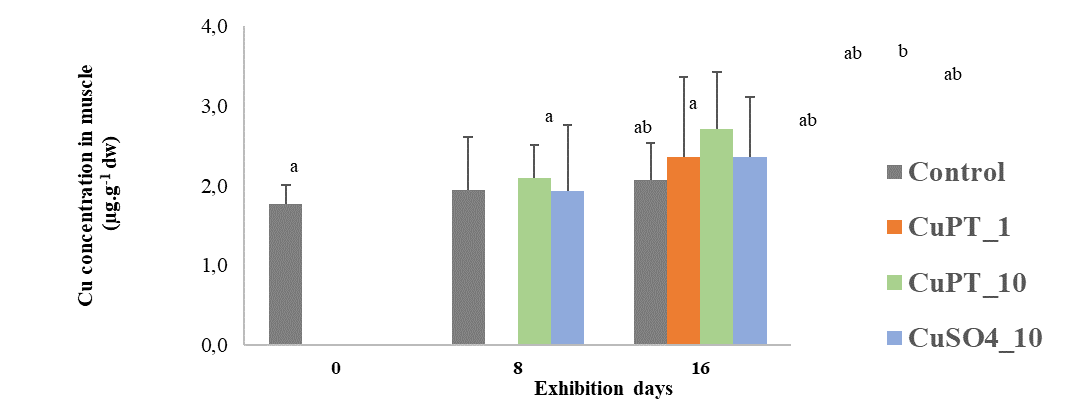 4,0
ab b
ab
3,0
a a ab
ab
a
2,0
1,0
0,0
Cu concentration in muscle
(µg.g-1 dw)
0 8 16
Exhibition days
Control
CuPT_1
CuPT_10
CuSO4_10